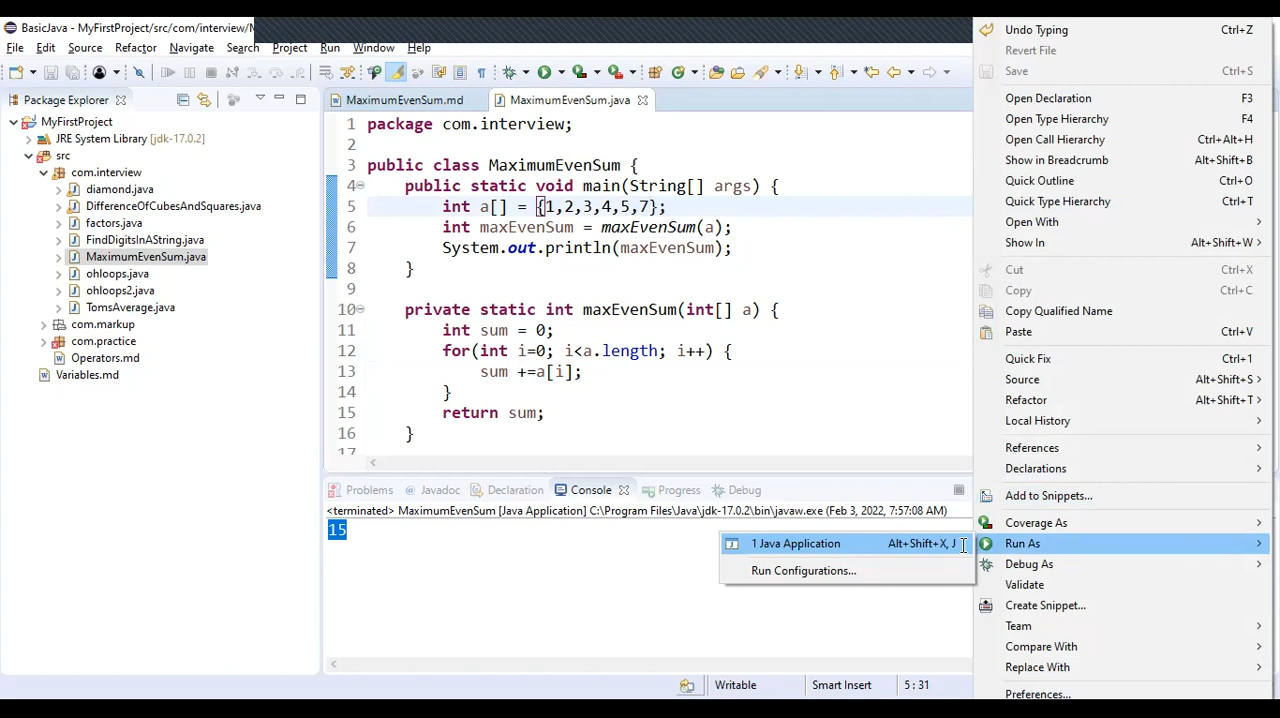 BasicJava - MyFirstProject/src/com/interview/
File Edit Source Refactor Navigate Search Project Run Window Help
Package Explorer
MyFirstProject
JRE System Library [jdk-17.0.2]
src
com.interview
diamond.java
DifferenceOfCubesAndSquares.java
factors.java
FindDigitsInAString.java
MaximumEvenSum.java
ohloops.java
ohloops2.java
TomsAverage.java
com.markup
com.practice
Operators.md
Variables.md
MaximumEvenSum.md MaximumEvenSum.java
1 package com.interview;
2
3 public class MaximumEvenSum {
4 public static void main(String[] args) {
5 int a[] = {1,2,3,4,5,7};
6 int maxEvenSum = maxEvenSum(a);
7 System.out.println(maxEvenSum);
8 }
9
10 private static int maxEvenSum(int[] a) {
11 int sum = 0;
12 for(int i=0; i<a.length; i++) {
13 sum +=a[i];
14 }
15 return sum;
16 }
17
Problems Javadoc Declaration Console Progress Debug
<terminated> MaximumEvenSum [Java Application] C:\Program Files\Java\jdk-17.0.2\bin\javaw.exe (Feb 3, 2022, 7:57:08 AM)
15
1 Java Application Alt+Shift+X, J
Run Configurations...
Writable Smart Insert 5 : 31
Undo Typing Ctrl+Z
Revert File
Save Ctrl+S
Open Declaration F3
Open Type Hierarchy F4
Open Call Hierarchy Ctrl+Alt+H
Show in Breadcrumb Alt+Shift+B
Quick Outline Ctrl+O
Quick Type Hierarchy Ctrl+T
Open With
Show In Alt+Shift+W
Cut Ctrl+X
Copy Ctrl+C
Copy Qualified Name
Paste Ctrl+V
Quick Fix Ctrl+1
Source Alt+Shift+S
Refactor Alt+Shift+T
Local History
References
Declarations
Add to Snippets...
Coverage As
Run As
Debug As
Validate
Create Snippet...
Team
Compare With
Replace With
Preferences...